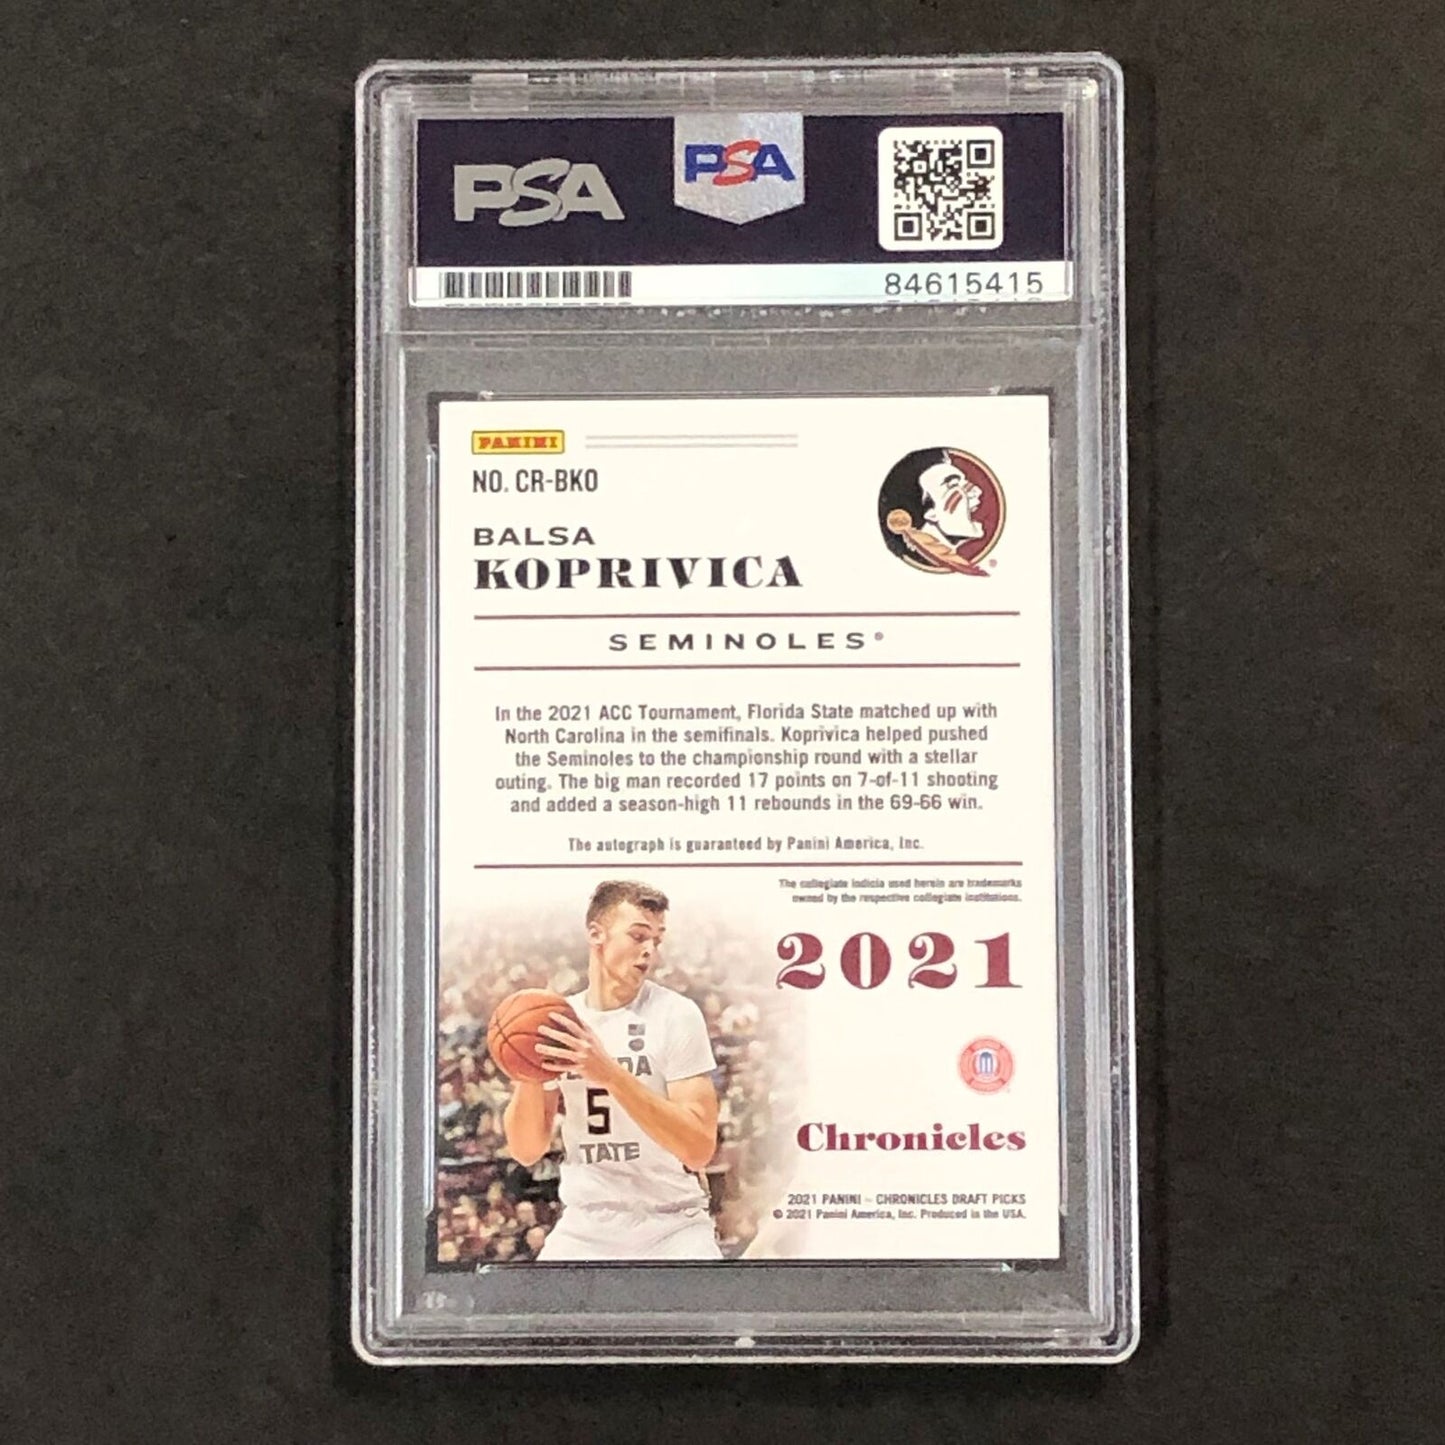 PSA
PSA
84615415
PANINI
NO. CR-BKO
BALSA
KOPRIVICA
SEMINOLES®
In the 2021 ACC Tournament, Florida State matched up with
North Carolina in the semifinals. Koprivica helped pushed
the Seminoles to the championship round with a stellar
outing. The big man recorded 17 points on 7-of-11 shooting
and added a season-high 11 rebounds in the 69-66 win.
The autograph is guaranteed by Panini America, Inc.
The collegiate indicia used herein are trademarks
owned by the respective collegiate institutions.
2021
5
TATE
Chronicles
2021 PANINI – CHRONICLES DRAFT PICKS
© 2021 Panini America, Inc. Produced in the USA.